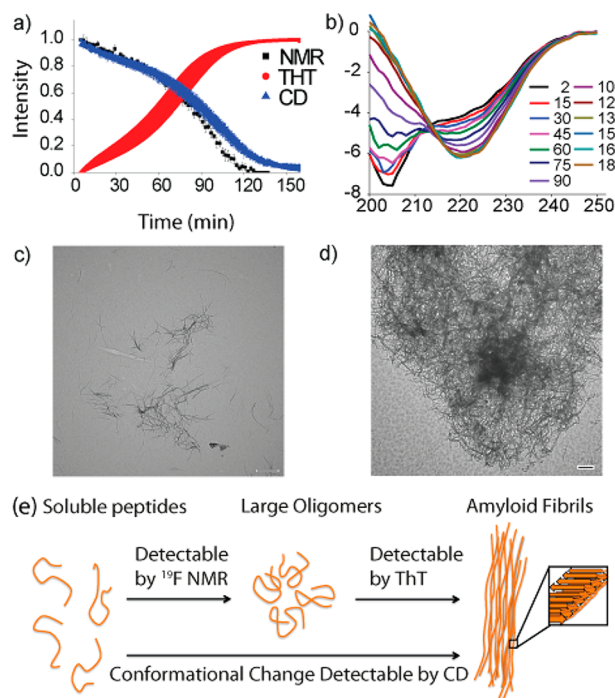 a)
1.0
0.8
0.6
0.4
0.2
0.0
Intensity
NMR
THT
CD
30
60
90
120
150
Time (min)
b)
0
-2
-4
-6
-8
2
15
30
45
60
75
90
10
12
13
15
16
18
200
210
220
230
240
250
c)
d)
(e)
Soluble peptides
Large Oligomers
Amyloid Fibrils
Detectable
by ¹⁹F NMR
Detectable
by ThT
Conformational Change Detectable by CD